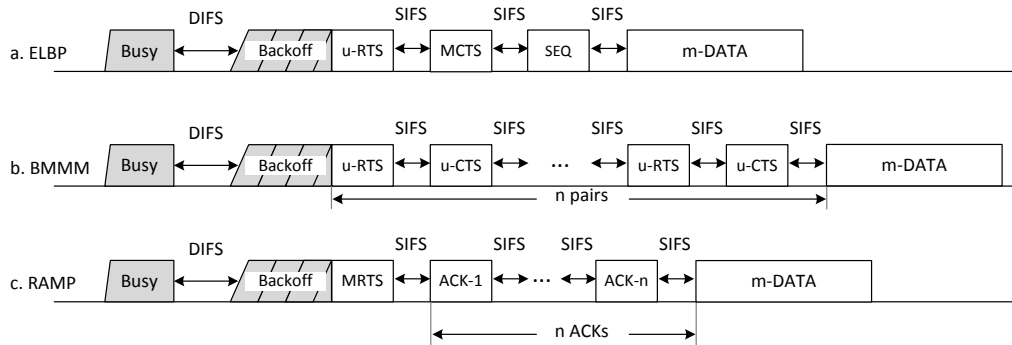 DIFS SIFS SIFS SIFS
a. ELBP Busy Backoff u-RTS MCTS SEQ m-DATA
DIFS SIFS SIFS SIFS SIFS SIFS
b. BMMM Busy Backoff u-RTS u-CTS ... u-RTS u-CTS m-DATA
n pairs
DIFS SIFS SIFS SIFS SIFS
c. RAMP Busy Backoff MRTS ACK-1 ... ACK-n m-DATA
n ACKs